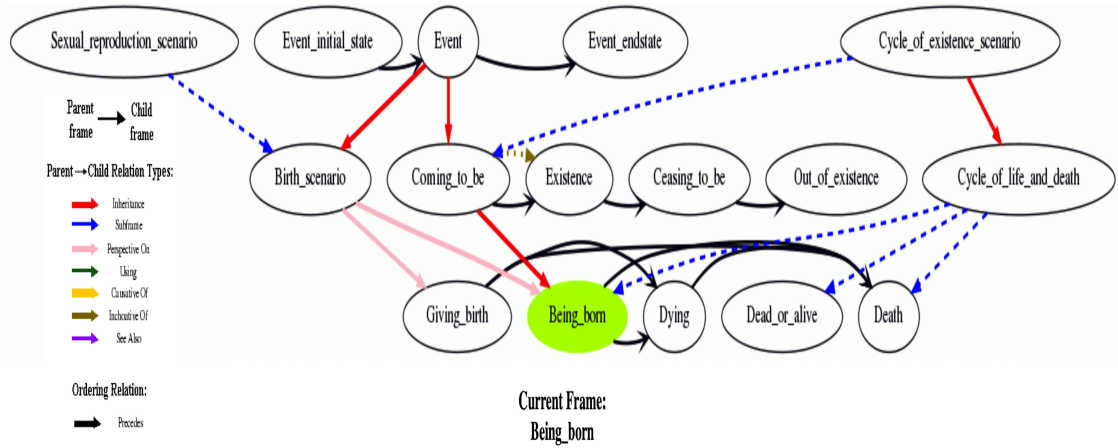 Sexual_reproduction_scenario
Event_initial_state
Event
Event_endstate
Cycle_of_existence_scenario
Parent
frame
Child
frame
Parent → Child Relation Types:
Inheritance
Subframe
Perspective On
Using
Causative Of
Inchoative Of
See Also
Ordering Relation:
Precedes
Birth_scenario
Coming_to_be
Existence
Ceasing_to_be
Out_of_existence
Cycle_of_life_and_death
Giving_birth
Being_born
Dying
Dead_or_alive
Death
Current Frame:
Being_born